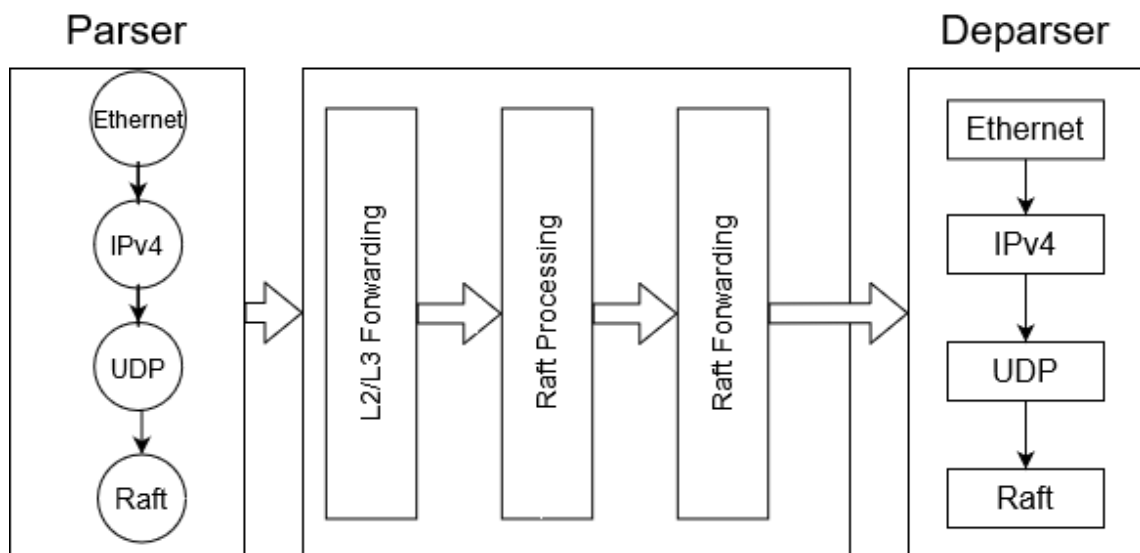 Parser
Deparser
Ethernet
IPv4
UDP
Raft
L2/L3 Forwarding
Raft Processing
Raft Forwarding
Ethernet
IPv4
UDP
Raft